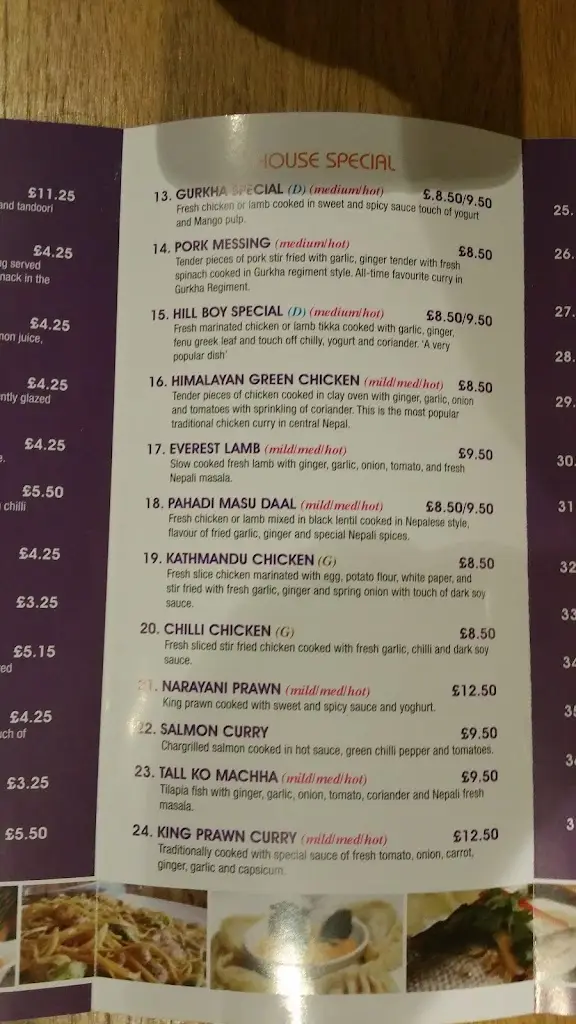 £11.25
and tandoori
£4.25
served
nack in the
£4.25
juice,
£4.25
glazed
£4.25
£5.50
chilli
£4.25
£3.25
£5.15
£4.25
of
£3.25
£5.50
HOUSE SPECIAL
13. GURKHA SPECIAL (D) (medium/hot) £.8.50/9.50
Fresh chicken or lamb cooked in sweet and spicy sauce touch of yogurt
and Mango pulp.
14. PORK MESSING (medium/hot) £8.50
Tender pieces of pork stir fried with garlic, ginger tender with fresh
spinach cooked in Gurkha regiment style. All-time favourite curry in
Gurkha Regiment.
15. HILL BOY SPECIAL (D) (medium/hot) £8.50/9.50
Fresh marinated chicken or lamb tikka cooked with garlic, ginger,
fenu greek leaf and touch off chilly, yogurt and coriander. 'A very
popular dish'
16. HIMALAYAN GREEN CHICKEN (mild/med/hot) £8.50
Tender pieces of chicken cooked in clay oven with ginger, garlic, onion
and tomatoes with sprinkling of coriander. This is the most popular
traditional chicken curry in central Nepal.
17. EVEREST LAMB (mild/med/hot) £9.50
Slow cooked fresh lamb with ginger, garlic, onion, tomato, and fresh
Nepali masala.
18. PAHADI MASU DAAL (mild/med/hot) £8.50/9.50
Fresh chicken or lamb mixed in black lentil cooked in Nepalese style,
flavour of fried garlic, ginger and special Nepali spices.
19. KATHMANDU CHICKEN (G) £8.50
Fresh slice chicken marinated with egg, potato flour, white paper, and
stir fried with fresh garlic, ginger and spring onion with touch of dark soy
sauce.
20. CHILLI CHICKEN (G) £8.50
Fresh sliced stir fried chicken cooked with fresh garlic, chilli and dark soy
sauce.
21. NARAYANI PRAWN (mild/med/hot) £12.50
King prawn cooked with sweet and spicy sauce and yoghurt.
22. SALMON CURRY £9.50
Chargrilled salmon cooked in hot sauce, green chilli pepper and tomatoes.
23. TALL KO MACHHA (mild/med/hot) £9.50
Tilapia fish with ginger, garlic, onion, tomato, coriander and Nepali fresh
masala.
24. KING PRAWN CURRY (mild/med/hot) £12.50
Traditionally cooked with special sauce of fresh tomato, onion, carrot,
ginger, garlic and capsicum.
25.
26.
27.
28.
29.
30.
31
32
33
34